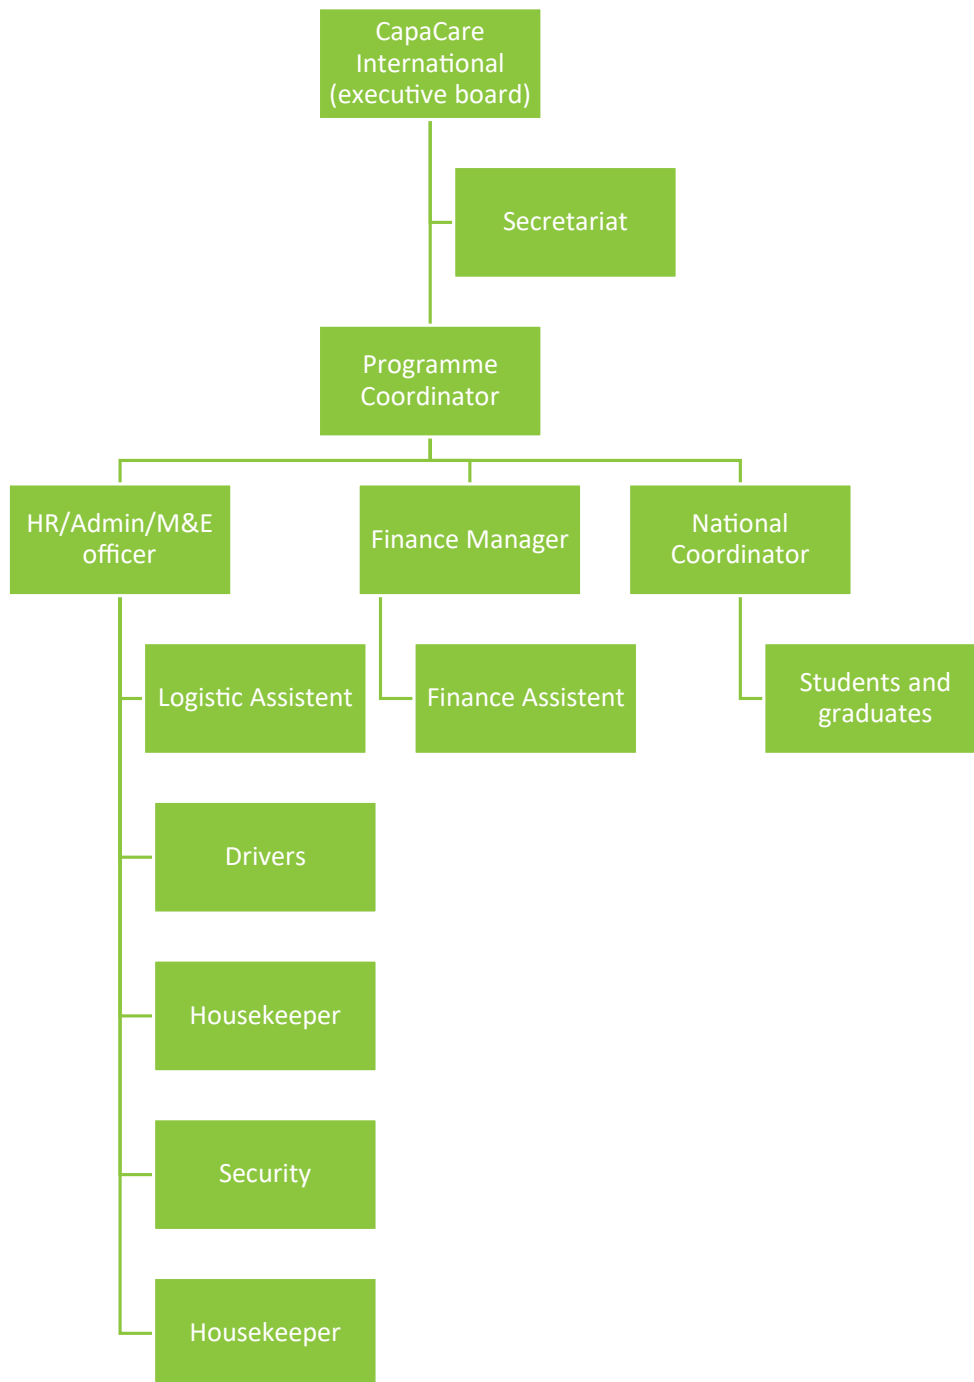 CapaCare
International
(executive board)
Secretariat
Programme
Coordinator
HR/Admin/M&E
officer
Finance Manager
National
Coordinator
Logistic Assistent
Finance Assistent
Students and
graduates
Drivers
Housekeeper
Security
Housekeeper